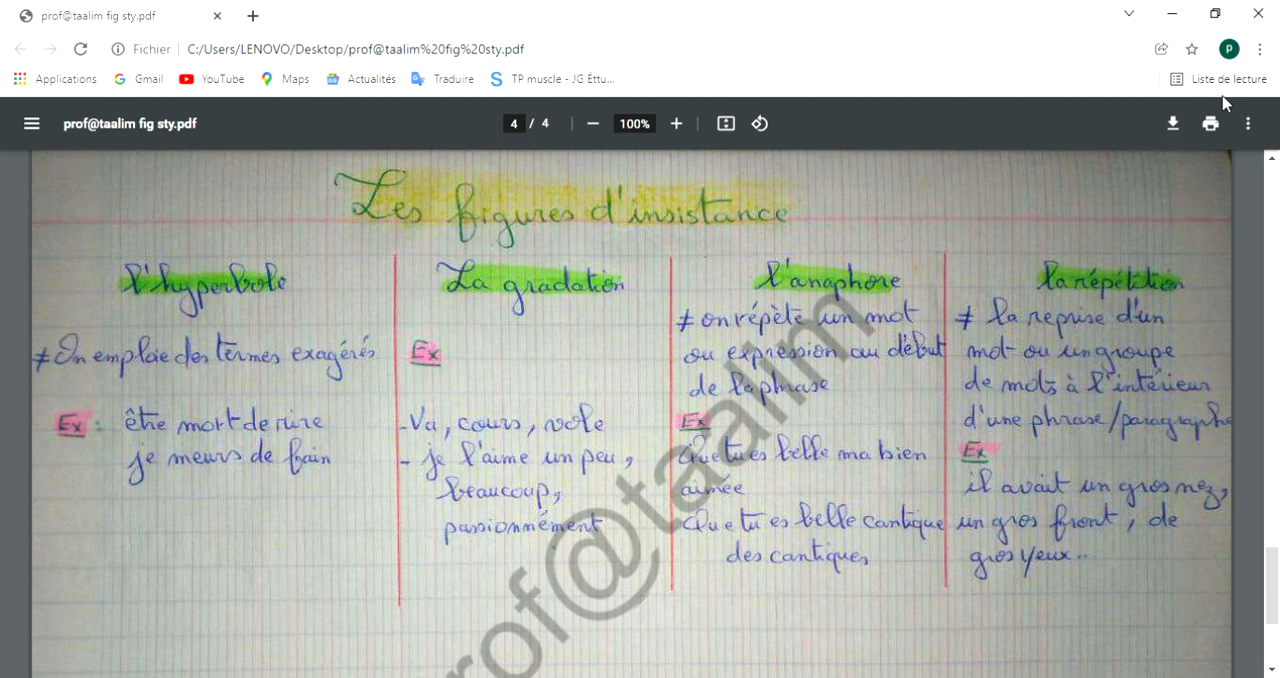 prof@taalim fig sty.pdf
Fichier C:/Users/LENOVO/Desktop/prof@taalim%20fig%20sty.pdf
Applications Gmail YouTube Maps Actualités Traduire TP muscle - JG Éttu...
Liste de lecture
prof@taalim fig sty.pdf 4 / 4 100%
Les figures d'insistance
l'hyperbole
≠ On emploie des termes exagérés
Ex : être mort de rire
je meurs de fain
La gradation
Ex
-Va, cours, vole
- je l'aime un peu,
beaucoup,
passionnément
l'anaphore
≠ on répète un mot
ou expression au début
de la phrase
Ex
Que tu es belle ma bien
aimée
Que tu es belle cantique
des cantiques
la répétition
≠ la reprise d'un
mot ou un groupe
de mots à l'intérieur
d'une phrase/paragraphe
Ex
il avait un gros nez,
un gros front, de
gros yeux..
prof@taalim